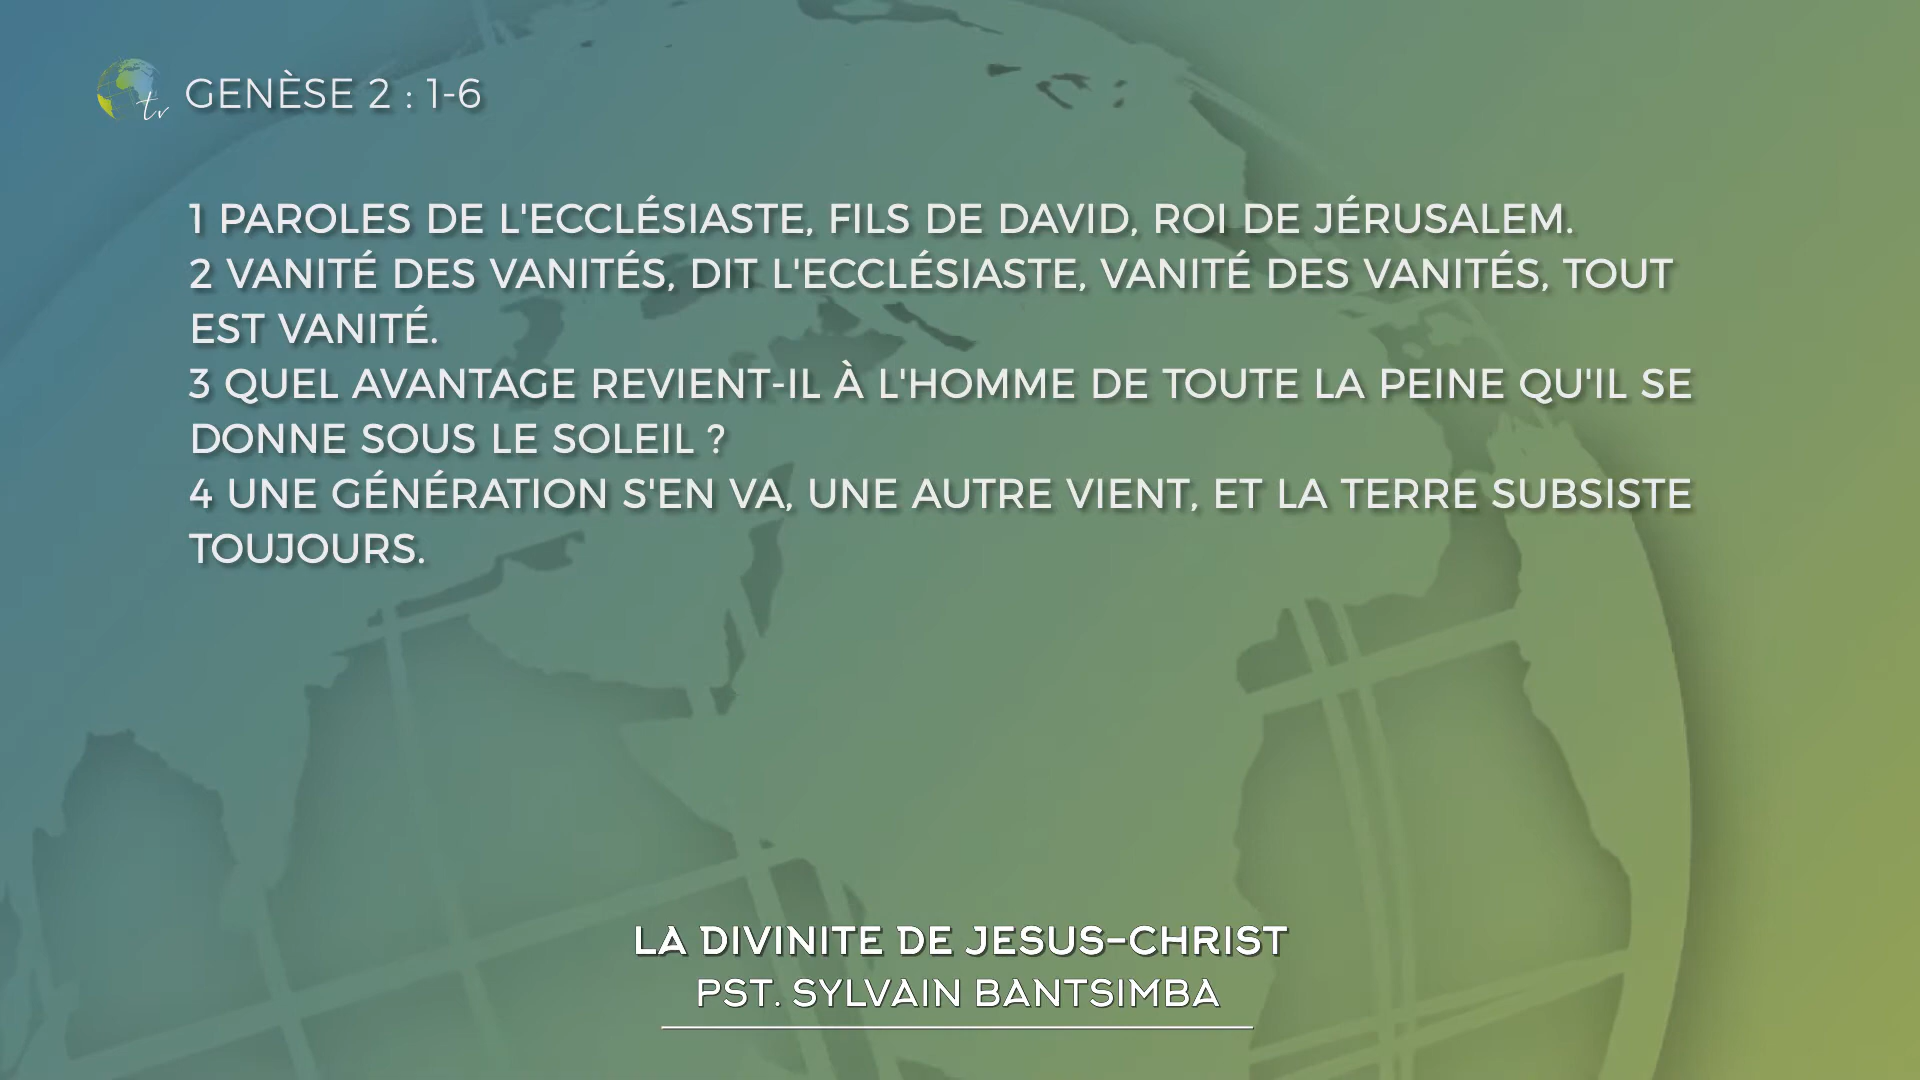 tv
GENÈSE 2 : 1-6
1 PAROLES DE L'ECCLÉSIASTE, FILS DE DAVID, ROI DE JÉRUSALEM.
2 VANITÉ DES VANITÉS, DIT L'ECCLÉSIASTE, VANITÉ DES VANITÉS, TOUT
EST VANITÉ.
3 QUEL AVANTAGE REVIENT-IL À L'HOMME DE TOUTE LA PEINE QU'IL SE
DONNE SOUS LE SOLEIL ?
4 UNE GÉNÉRATION S'EN VA, UNE AUTRE VIENT, ET LA TERRE SUBSISTE
TOUJOURS.
LA DIVINITE DE JESUS-CHRIST
PST. SYLVAIN BANTSIMBA